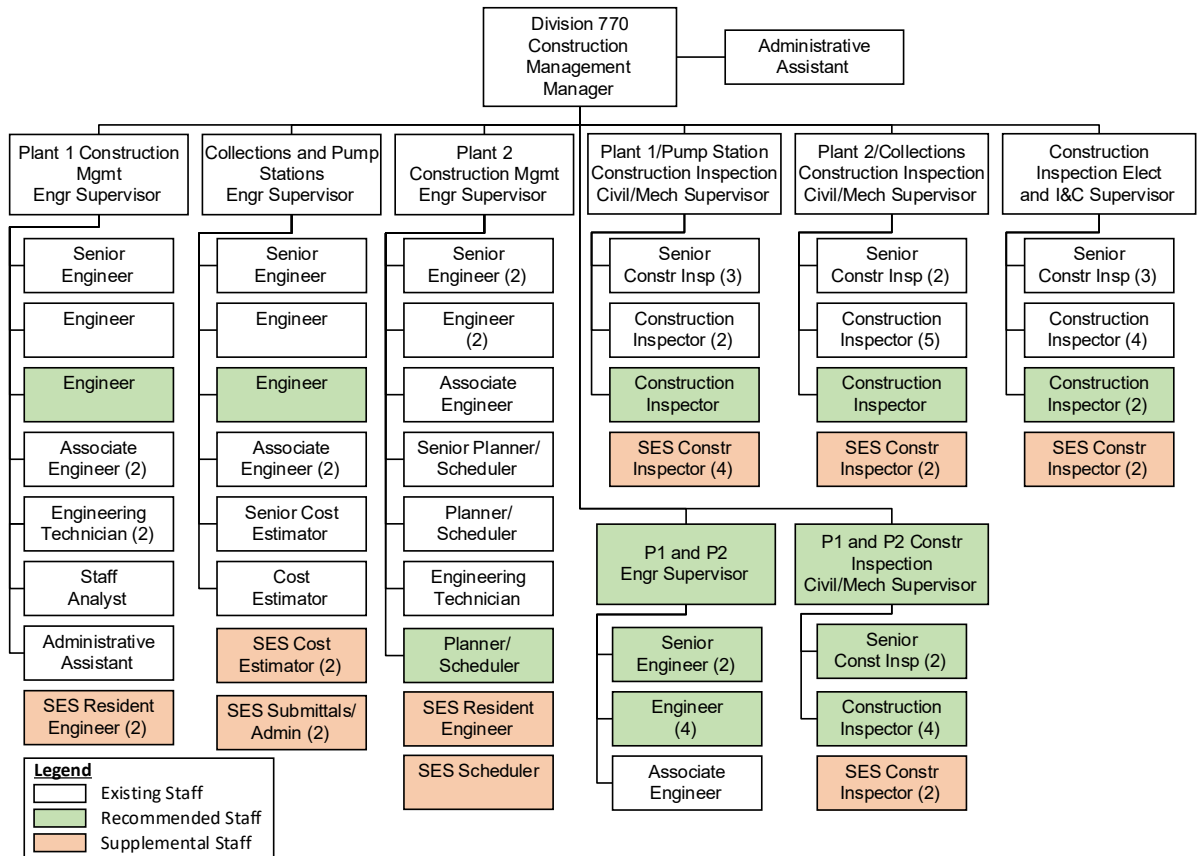 Division 770
Construction
Management
Manager
Administrative
Assistant
Plant 1 Construction
Mgmt
Engr Supervisor
Senior
Engineer
Engineer
Engineer
Associate
Engineer (2)
Engineering
Technician (2)
Staff
Analyst
Administrative
Assistant
SES Resident
Engineer (2)
Collections and Pump
Stations
Engr Supervisor
Senior
Engineer
Engineer
Engineer
Associate
Engineer (2)
Senior Cost
Estimator
Cost
Estimator
SES Cost
Estimator (2)
SES Submittals/
Admin (2)
Plant 2
Construction Mgmt
Engr Supervisor
Senior
Engineer (2)
Engineer
(2)
Associate
Engineer
Senior Planner/
Scheduler
Planner/
Scheduler
Engineering
Technician
Planner/
Scheduler
SES Resident
Engineer
SES Scheduler
Plant 1/Pump Station
Construction Inspection
Civil/Mech Supervisor
Senior
Constr Insp (3)
Construction
Inspector (2)
Construction
Inspector
SES Constr
Inspector (4)
Plant 2/Collections
Construction Inspection
Civil/Mech Supervisor
Senior
Constr Insp (2)
Construction
Inspector (5)
Construction
Inspector
SES Constr
Inspector (2)
Construction
Inspection Elect
and I&C Supervisor
Senior
Constr Insp (3)
Construction
Inspector (4)
Construction
Inspector (2)
SES Constr
Inspector (2)
P1 and P2
Engr Supervisor
Senior
Engineer (2)
Engineer
(4)
Associate
Engineer
P1 and P2 Constr
Inspection
Civil/Mech Supervisor
Senior
Const Insp (2)
Construction
Inspector (4)
SES Constr
Inspector (2)
Legend
Existing Staff
Recommended Staff
Supplemental Staff